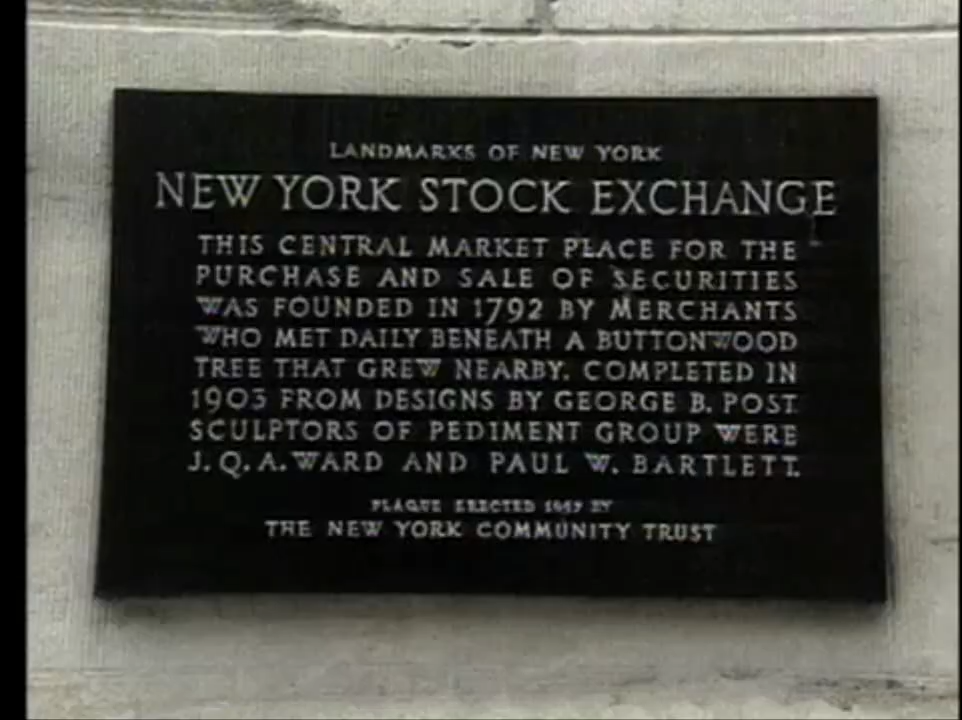 LANDMARKS OF NEW YORK
NEW YORK STOCK EXCHANGE
THIS CENTRAL MARKET PLACE FOR THE
PURCHASE AND SALE OF SECURITIES
WAS FOUNDED IN 1792 BY MERCHANTS
WHO MET DAILY BENEATH A BUTTONWOOD
TREE THAT GREW NEARBY. COMPLETED IN
1903 FROM DESIGNS BY GEORGE B. POST
SCULPTORS OF PEDIMENT GROUP WERE
J. Q. A. WARD AND PAUL W. BARTLETT.
PLAQUE ERECTED BY
THE NEW YORK COMMUNITY TRUST